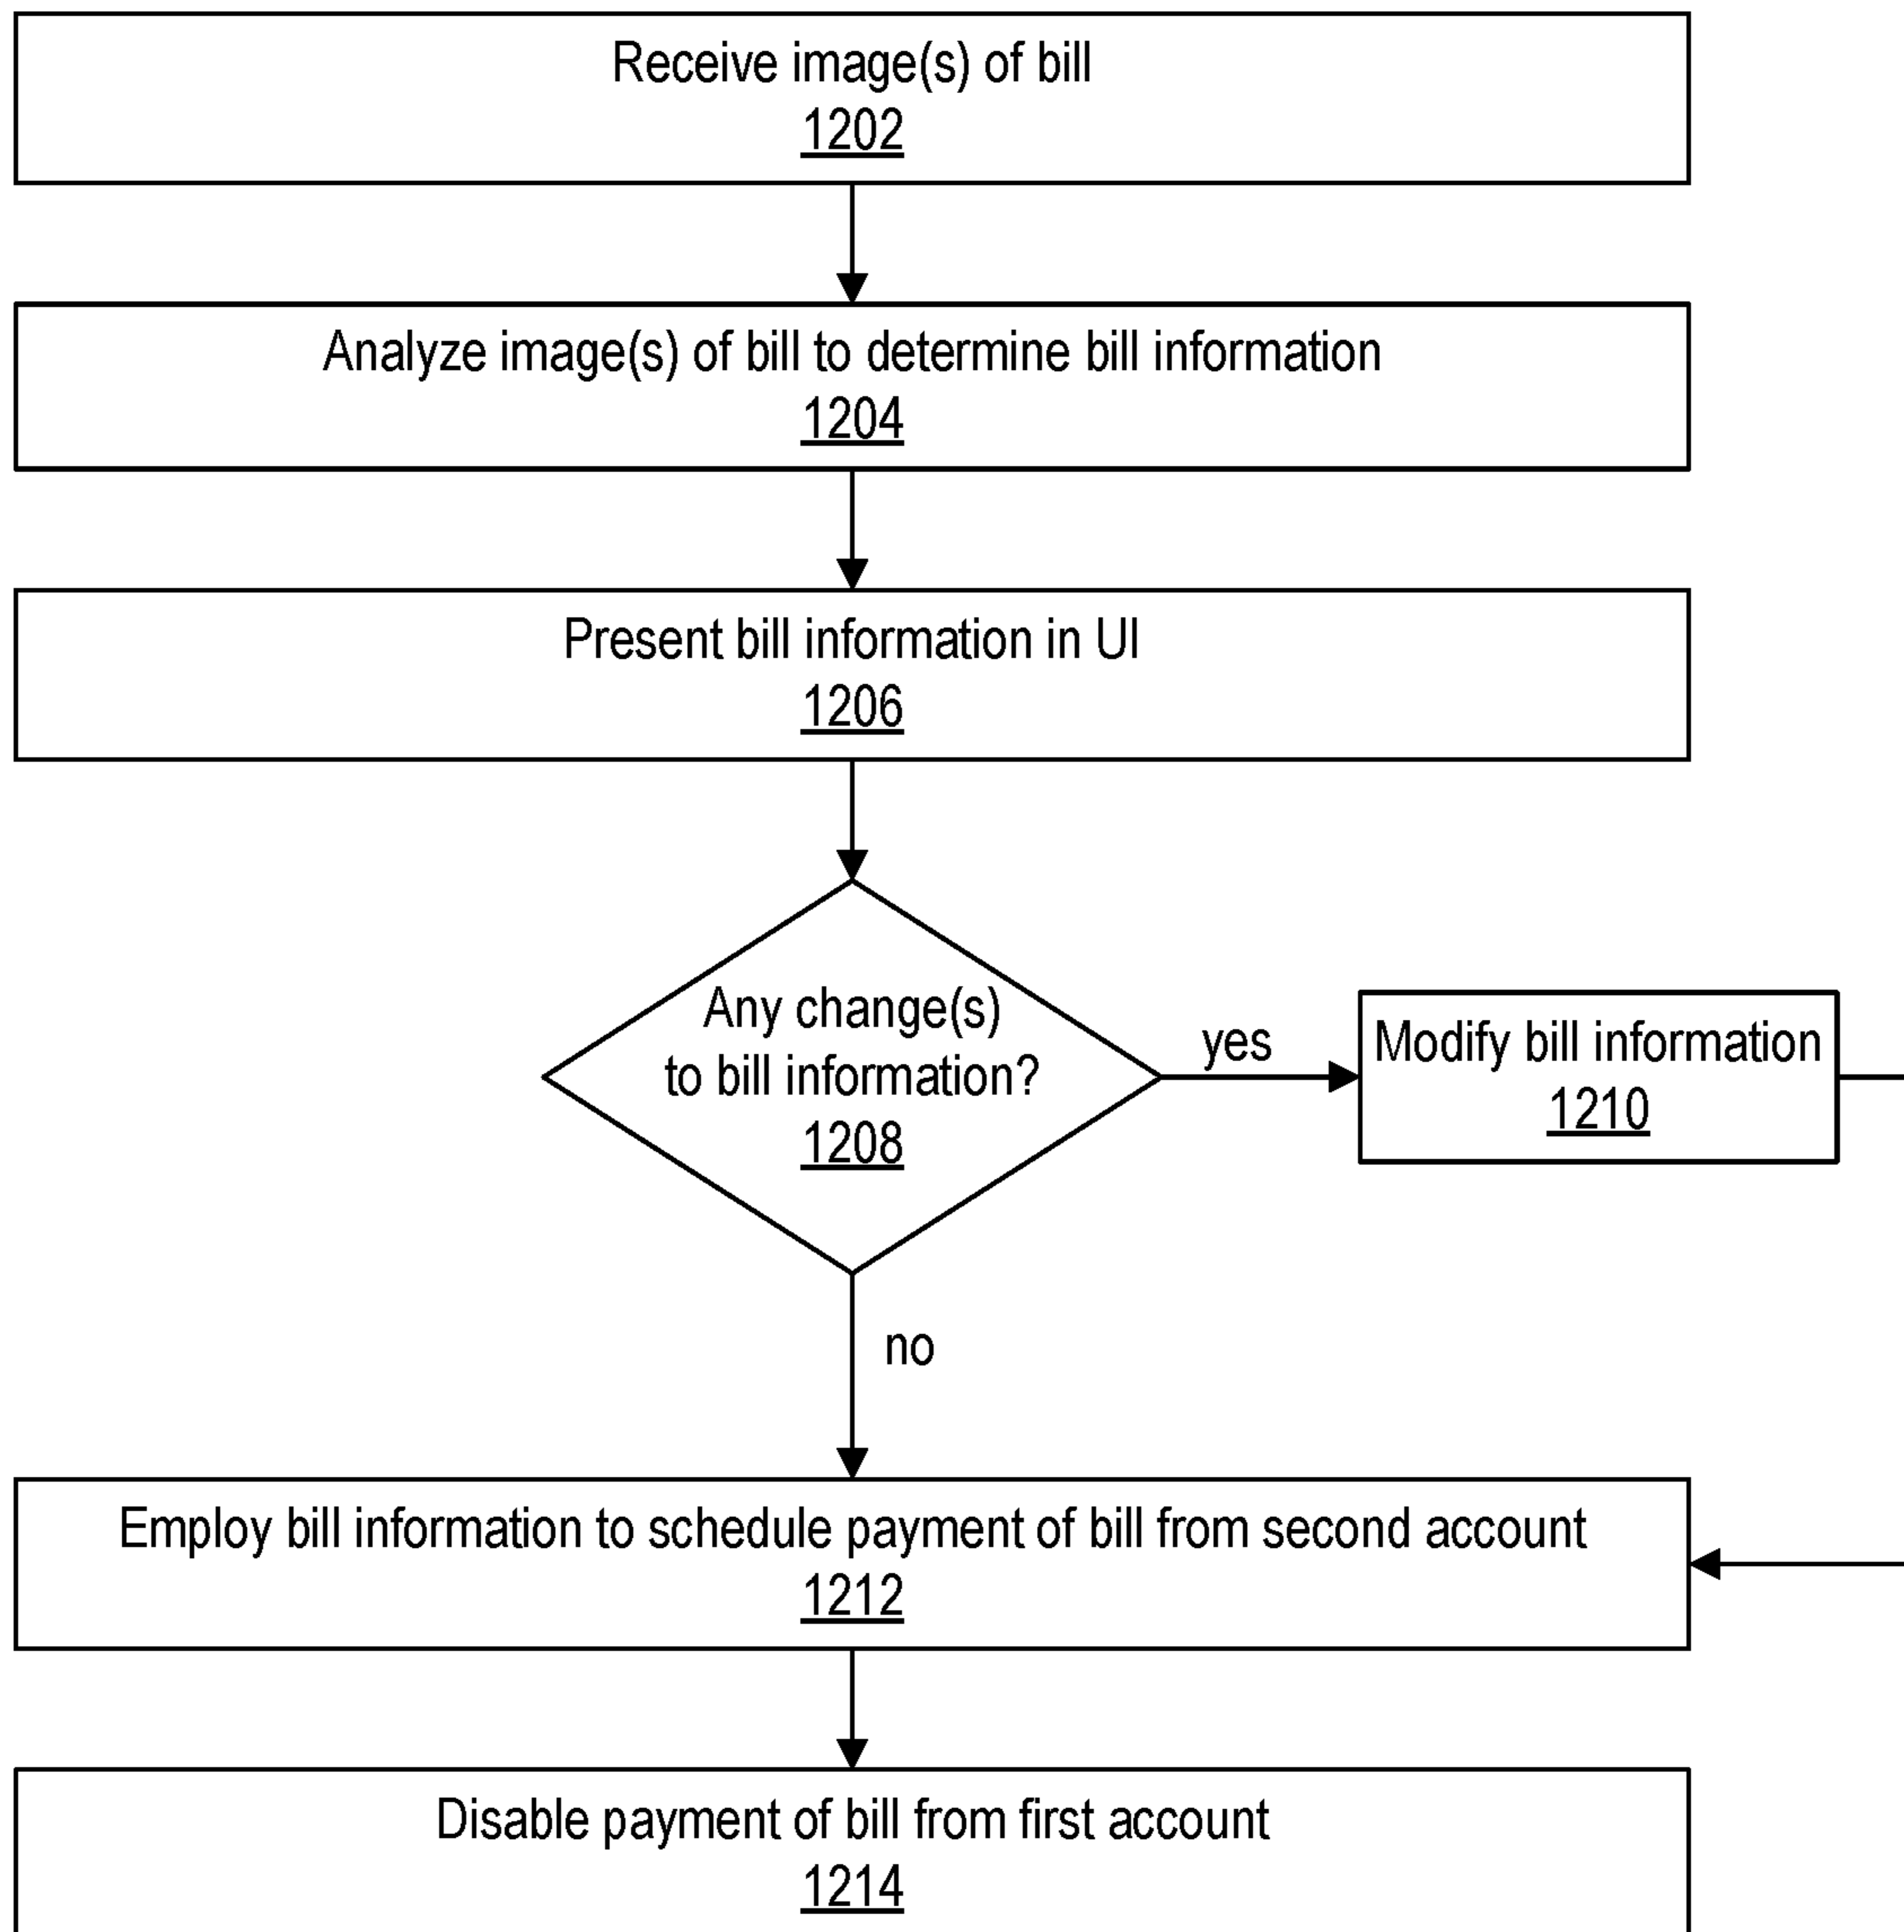 Receive image(s) of bill
1202
Analyze image(s) of bill to determine bill information
1204
Present bill information in UI
1206
Any change(s)
to bill information?
1208
yes
Modify bill information
1210
no
Employ bill information to schedule payment of bill from second account
1212
Disable payment of bill from first account
1214